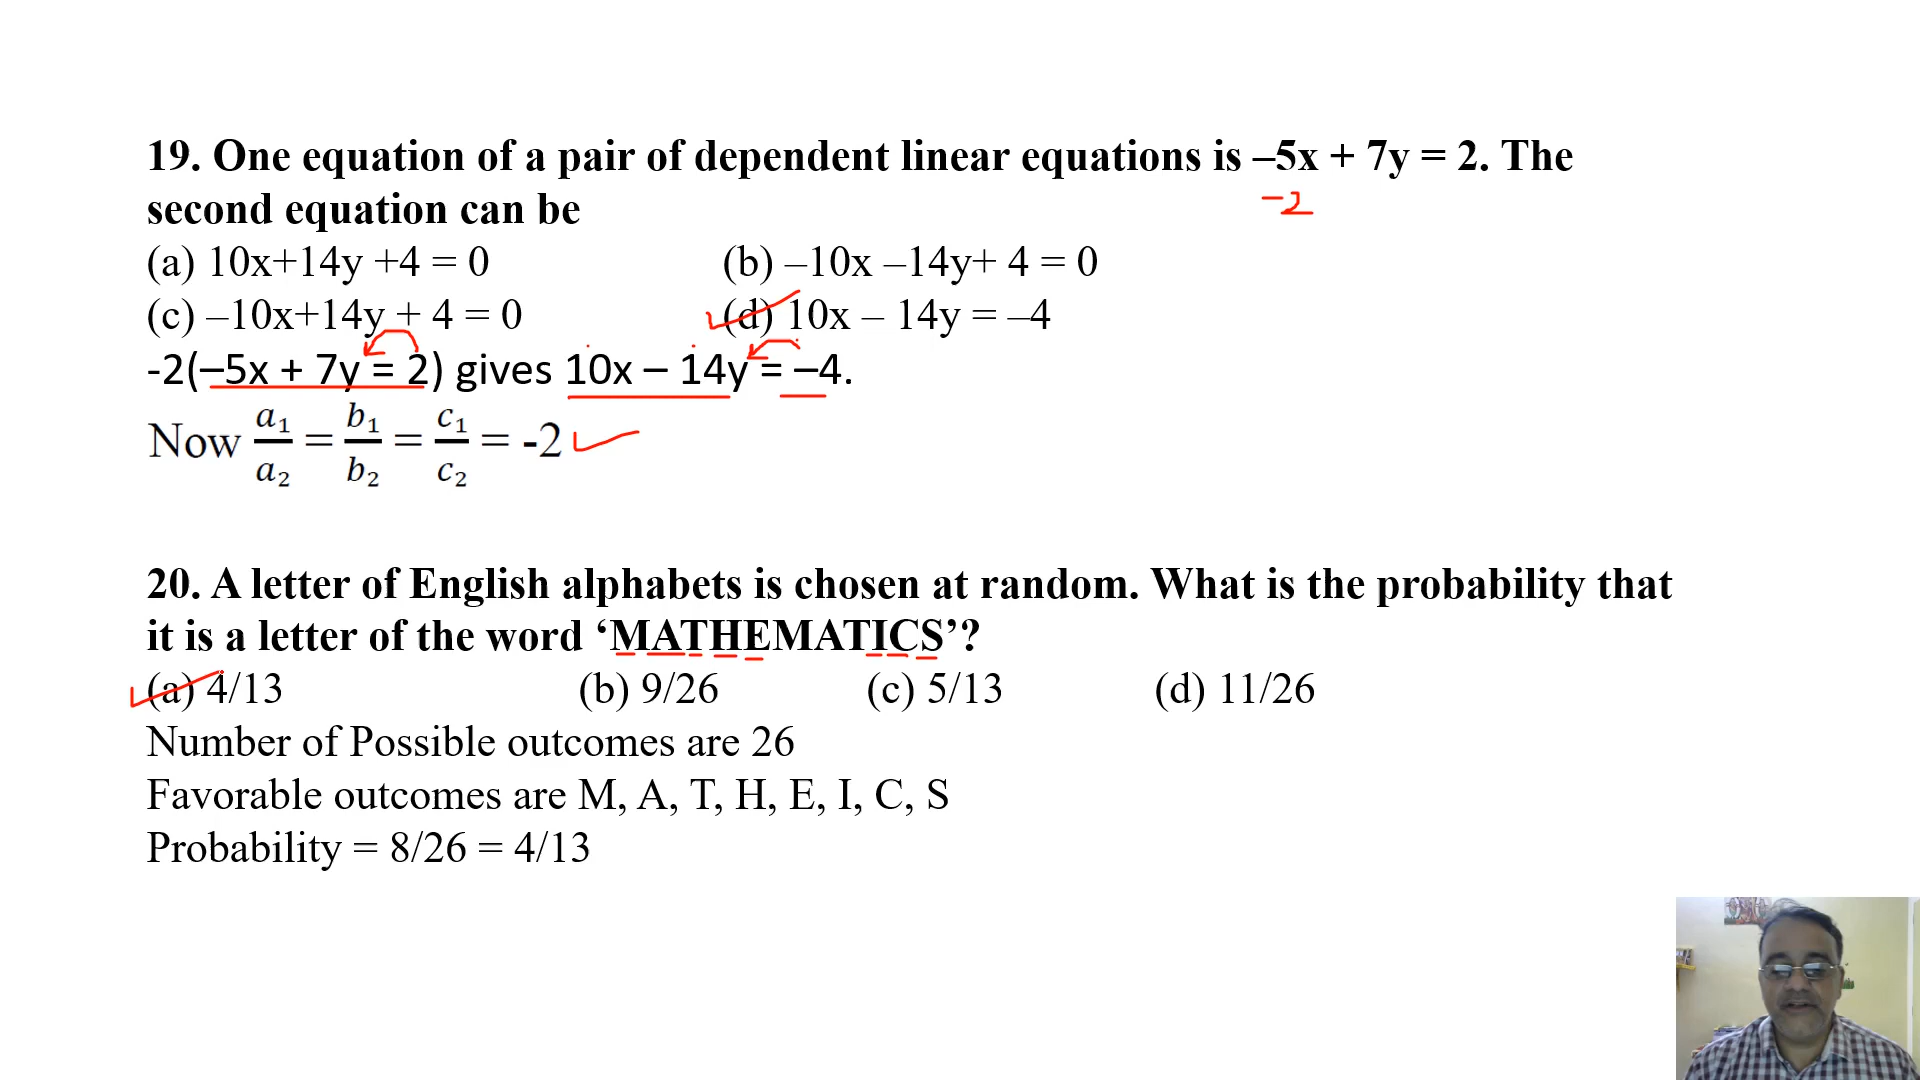 19. One equation of a pair of dependent linear equations is –5x + 7y = 2. The
-2
second equation can be
(a) 10x+14y +4 = 0 (b) –10x –14y+ 4 = 0
(c) –10x+14y + 4 = 0 (d) 10x – 14y = –4
-2(–5x + 7y = 2) gives 10x – 14y = –4.
Now a₁/a₂ = b₁/b₂ = c₁/c₂ = -2
20. A letter of English alphabets is chosen at random. What is the probability that
it is a letter of the word ‘MATHEMATICS’?
(a) 4/13 (b) 9/26 (c) 5/13 (d) 11/26
Number of Possible outcomes are 26
Favorable outcomes are M, A, T, H, E, I, C, S
Probability = 8/26 = 4/13